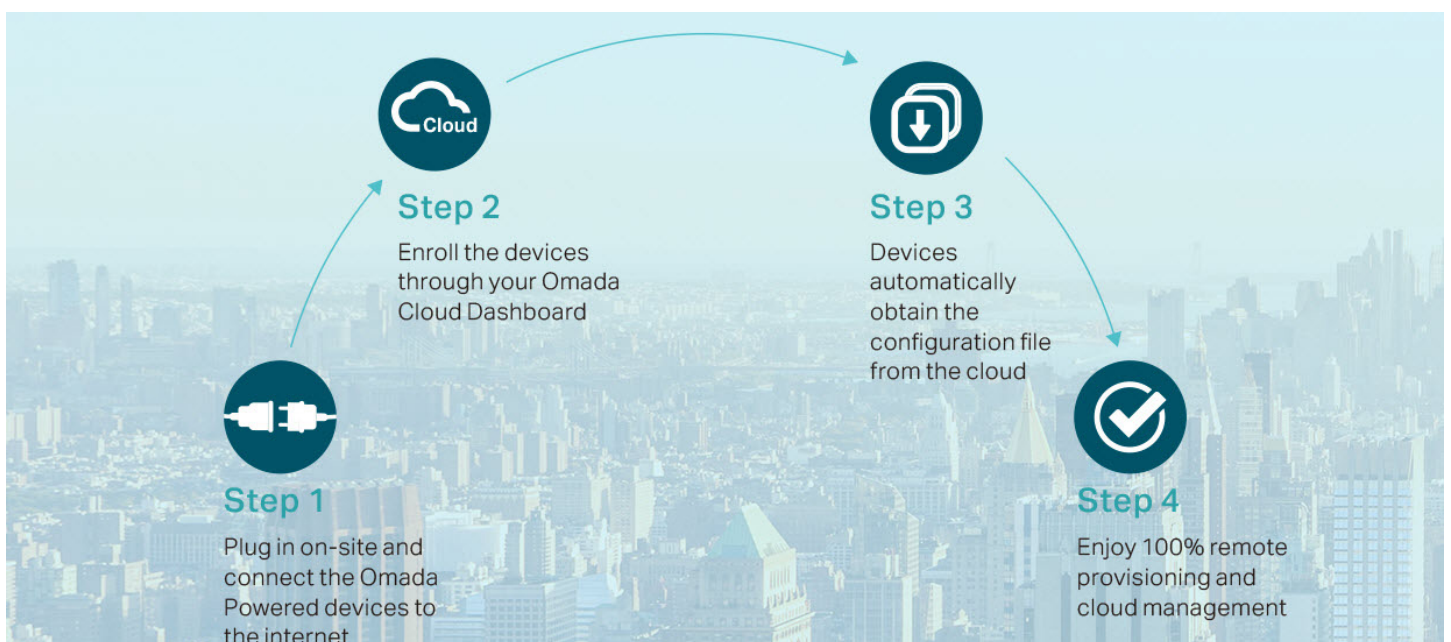 Cloud
Step 2
Enroll the devices
through your Omada
Cloud Dashboard
Step 3
Devices
automatically
obtain the
configuration file
from the cloud
Step 1
Plug in on-site and
connect the Omada
Powered devices to
the internet
Step 4
Enjoy 100% remote
provisioning and
cloud management